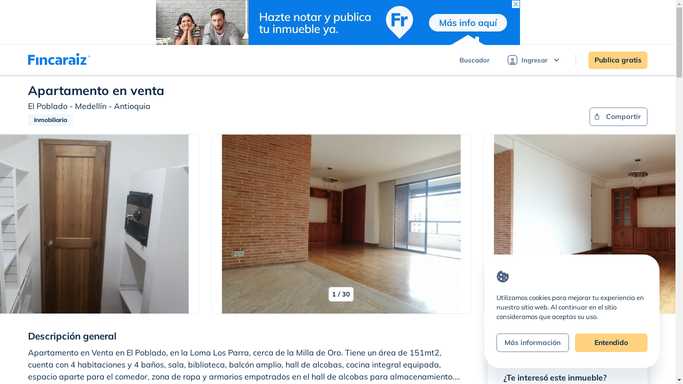 Hazte notar y publica
tu inmueble ya.
Fr
Más info aquí
Fincaraiz
Buscador
Ingresar
Publica gratis
Apartamento en venta
El Poblado - Medellín - Antioquia
Inmobiliaria
Compartir
1 / 30
Utilizamos cookies para mejorar tu experiencia en
nuestro sitio web. Al continuar en el sitio
consideramos que aceptas su uso.
Más información
Entendido
Descripción general
Apartamento en Venta en El Poblado, en la Loma Los Parra, cerca de la Milla de Oro. Tiene un área de 151mt2,
cuenta con 4 habitaciones y 4 baños, sala, biblioteca, balcón amplio, hall de alcobas, cocina integral equipada,
espacio aparte para el comedor, zona de ropa y armarios empotrados en el hall de alcobas para almacenamiento....
¿Te interesó este inmueble?